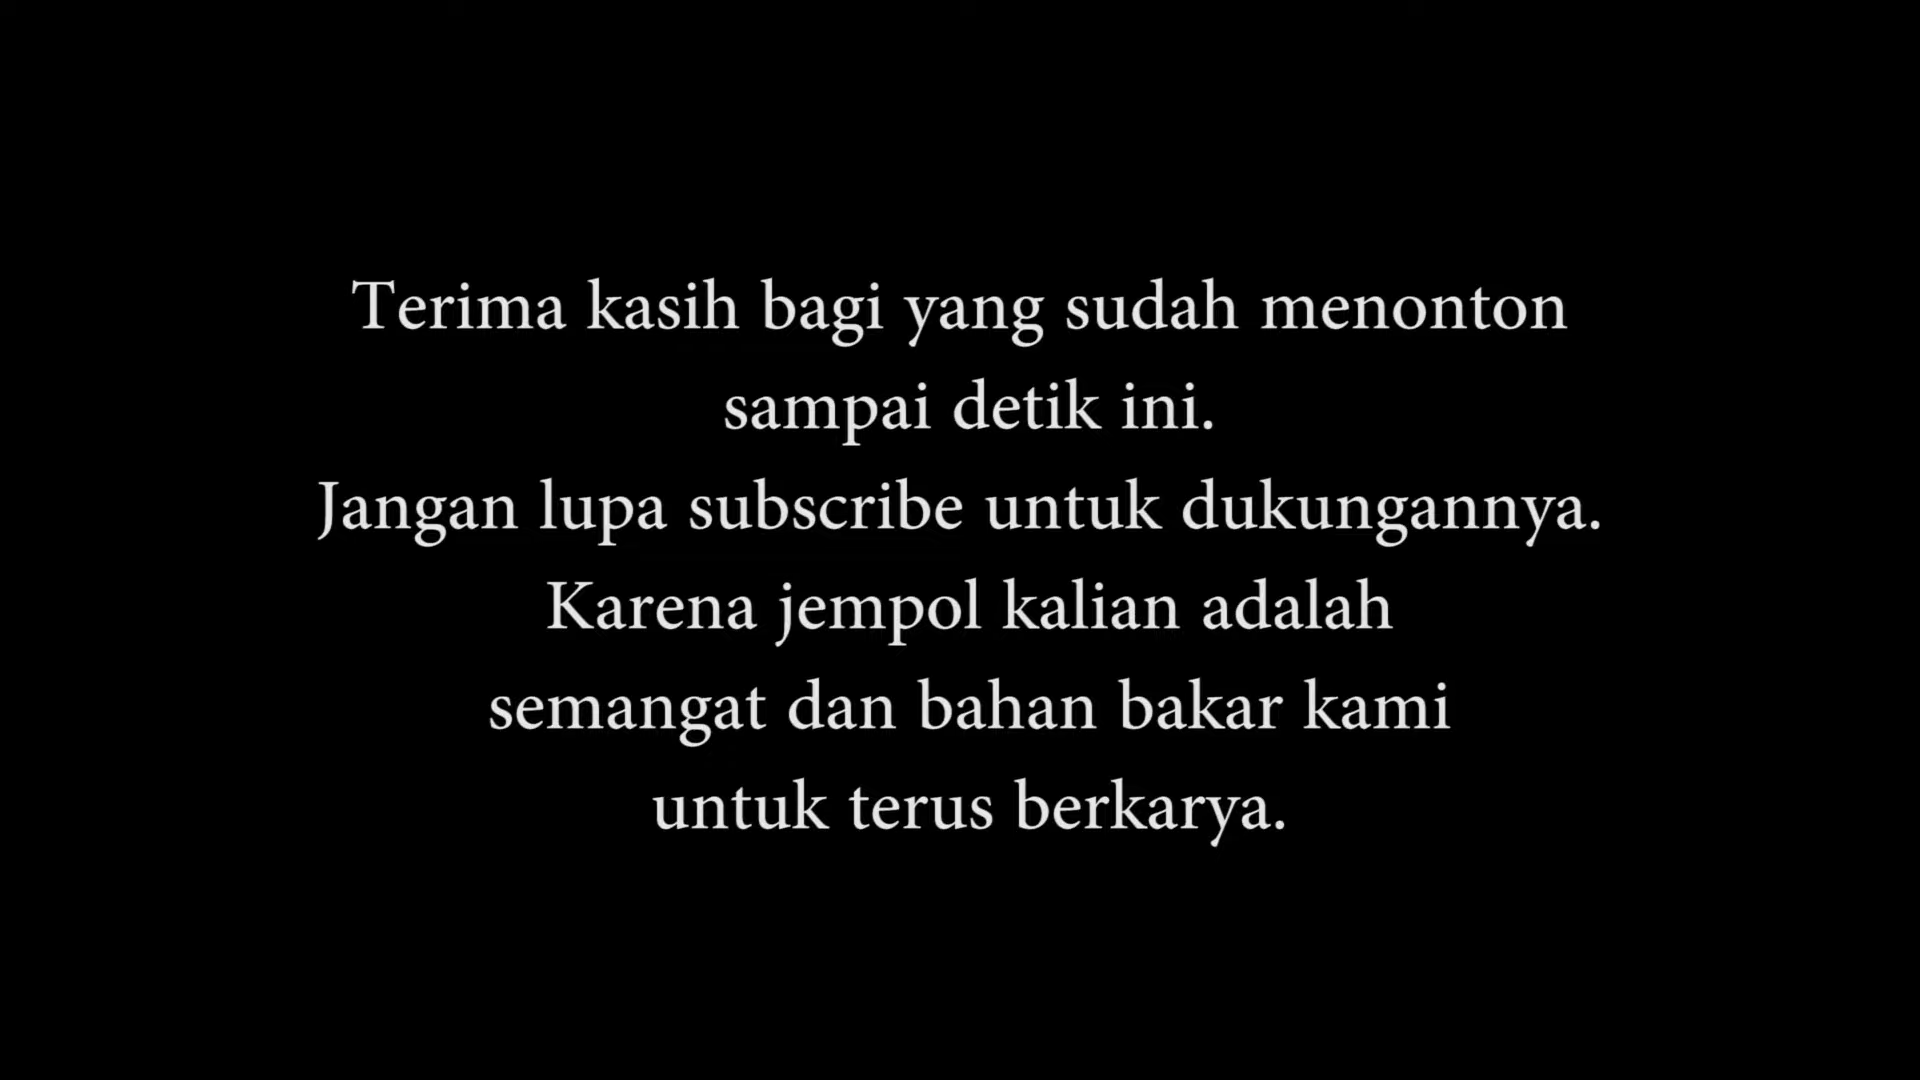 Terima kasih bagi yang sudah menonton
sampai detik ini.
Jangan lupa subscribe untuk dukungannya.
Karena jempol kalian adalah
semangat dan bahan bakar kami
untuk terus berkarya.